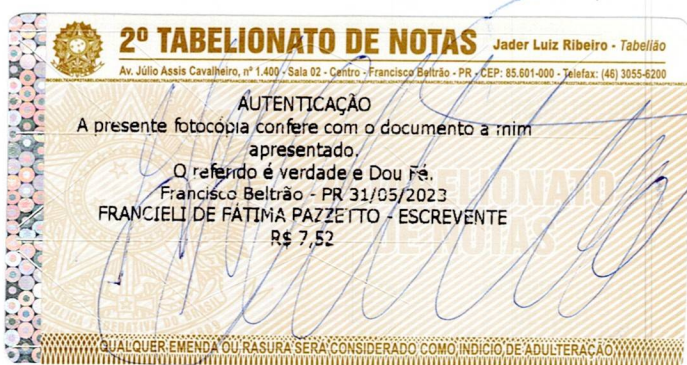 2º TABELIONATO DE NOTAS Jader Luiz Ribeiro - Tabelião
Av. Júlio Assis Cavalheiro, nº 1.400 - Sala 02 - Centro - Francisco Beltrão - PR - CEP: 85.601-000 - Telefax: (46) 3055-6200
AUTENTICAÇÃO
A presente fotocópia confere com o documento a mim
apresentado.
O referido é verdade e Dou Fé.
Francisco Beltrão - PR 31/05/2023
FRANCIELI DE FÁTIMA PAZZETTO - ESCREVENTE
R$ 7,52
TABELIONATO
DE NOTAS
QUALQUER EMENDA OU RASURA SERÁ CONSIDERADO COMO INDÍCIO DE ADULTERAÇÃO